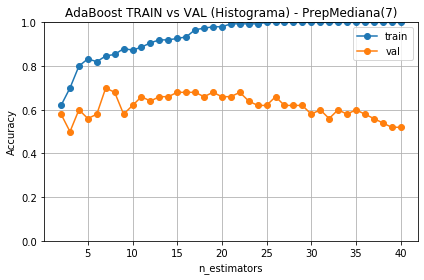 AdaBoost TRAIN vs VAL (Histograma) - PrepMediana(7)
1.0
0.8
0.6
0.4
0.2
0.0
Accuracy
train
val
5 10 15 20 25 30 35 40
n_estimators